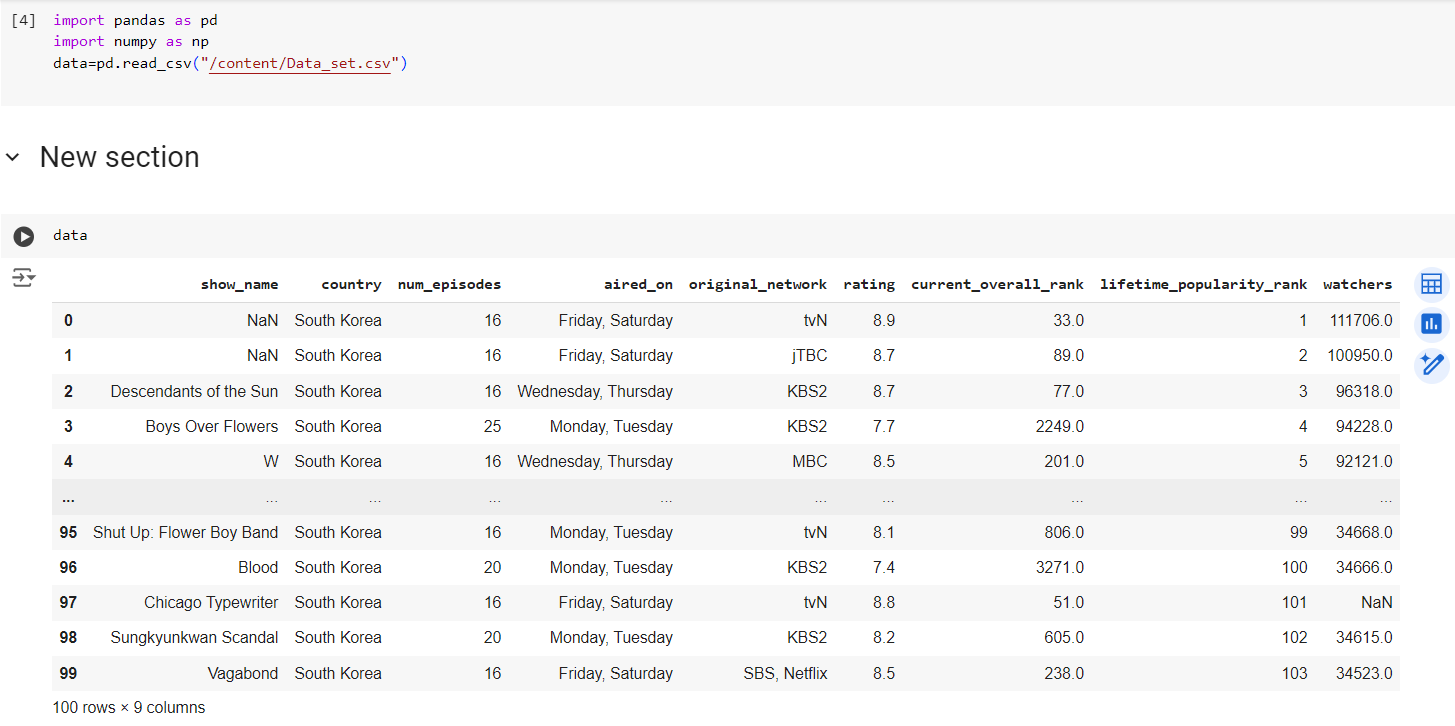 [4] import pandas as pd
import numpy as np
data=pd.read_csv("/content/Data_set.csv")
New section
data
show_name country num_episodes aired_on original_network rating current_overall_rank lifetime_popularity_rank watchers
0 NaN South Korea 16 Friday, Saturday tvN 8.9 33.0 1 111706.0
1 NaN South Korea 16 Friday, Saturday jTBC 8.7 89.0 2 100950.0
2 Descendants of the Sun South Korea 16 Wednesday, Thursday KBS2 8.7 77.0 3 96318.0
3 Boys Over Flowers South Korea 25 Monday, Tuesday KBS2 7.7 2249.0 4 94228.0
4 W South Korea 16 Wednesday, Thursday MBC 8.5 201.0 5 92121.0
... ... ... ... ... ... ... ... ... ...
95 Shut Up: Flower Boy Band South Korea 16 Monday, Tuesday tvN 8.1 806.0 99 34668.0
96 Blood South Korea 20 Monday, Tuesday KBS2 7.4 3271.0 100 34666.0
97 Chicago Typewriter South Korea 16 Friday, Saturday tvN 8.8 51.0 101 NaN
98 Sungkyunkwan Scandal South Korea 20 Monday, Tuesday KBS2 8.2 605.0 102 34615.0
99 Vagabond South Korea 16 Friday, Saturday SBS, Netflix 8.5 238.0 103 34523.0
100 rows × 9 columns